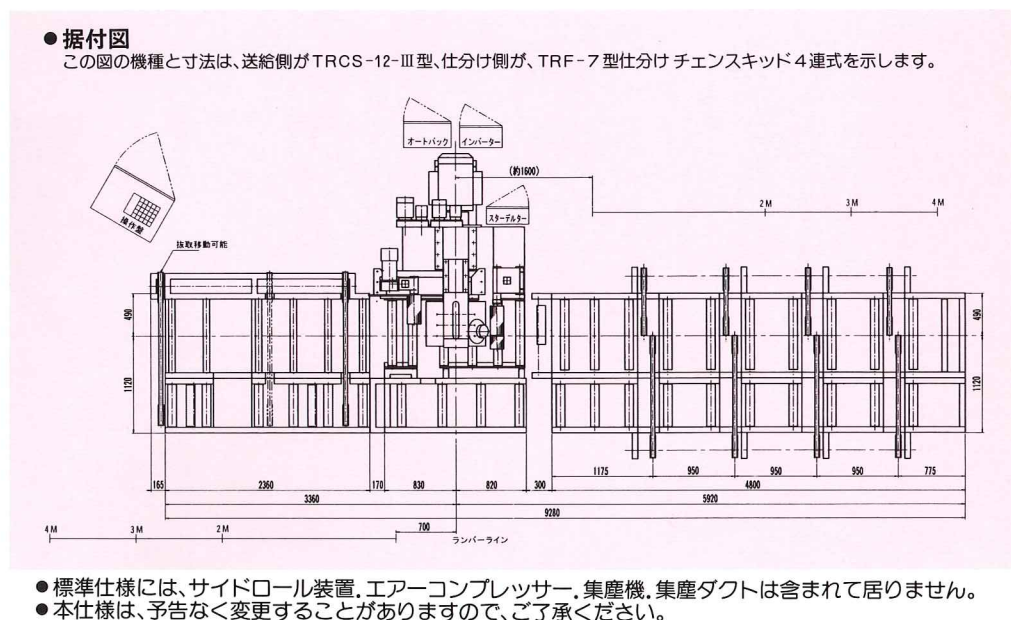 ●据付図
この図の機種と寸法は、送給側がTRCS-12-Ⅲ型、仕分け側が、TRF-7型仕分けチェンスキッド4連式を示します。
オートパック
インバーター
(約1600)
スターデルター
2M
3M
4M
操作盤
抜取移動可能
490
1120
490
1120
1175
950
950
950
775
165
2360
170
830
820
300
4800
3360
5920
9280
4M
3M
2M
700
ランバーライン
●標準仕様には、サイドロール装置.エアーコンプレッサー.集塵機.集塵ダクトは含まれて居りません。
●本仕様は、予告なく変更することがありますので、ご了承ください。